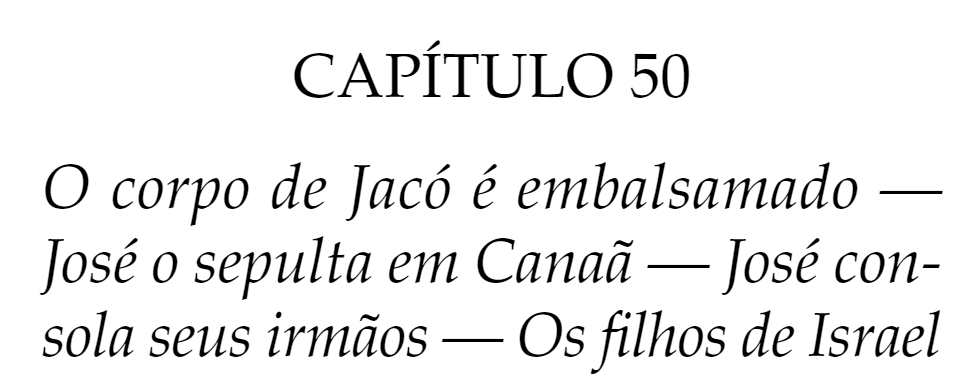 CAPÍTULO 50
O corpo de Jacó é embalsamado —
José o sepulta em Canaã — José con-
sola seus irmãos — Os filhos de Israel